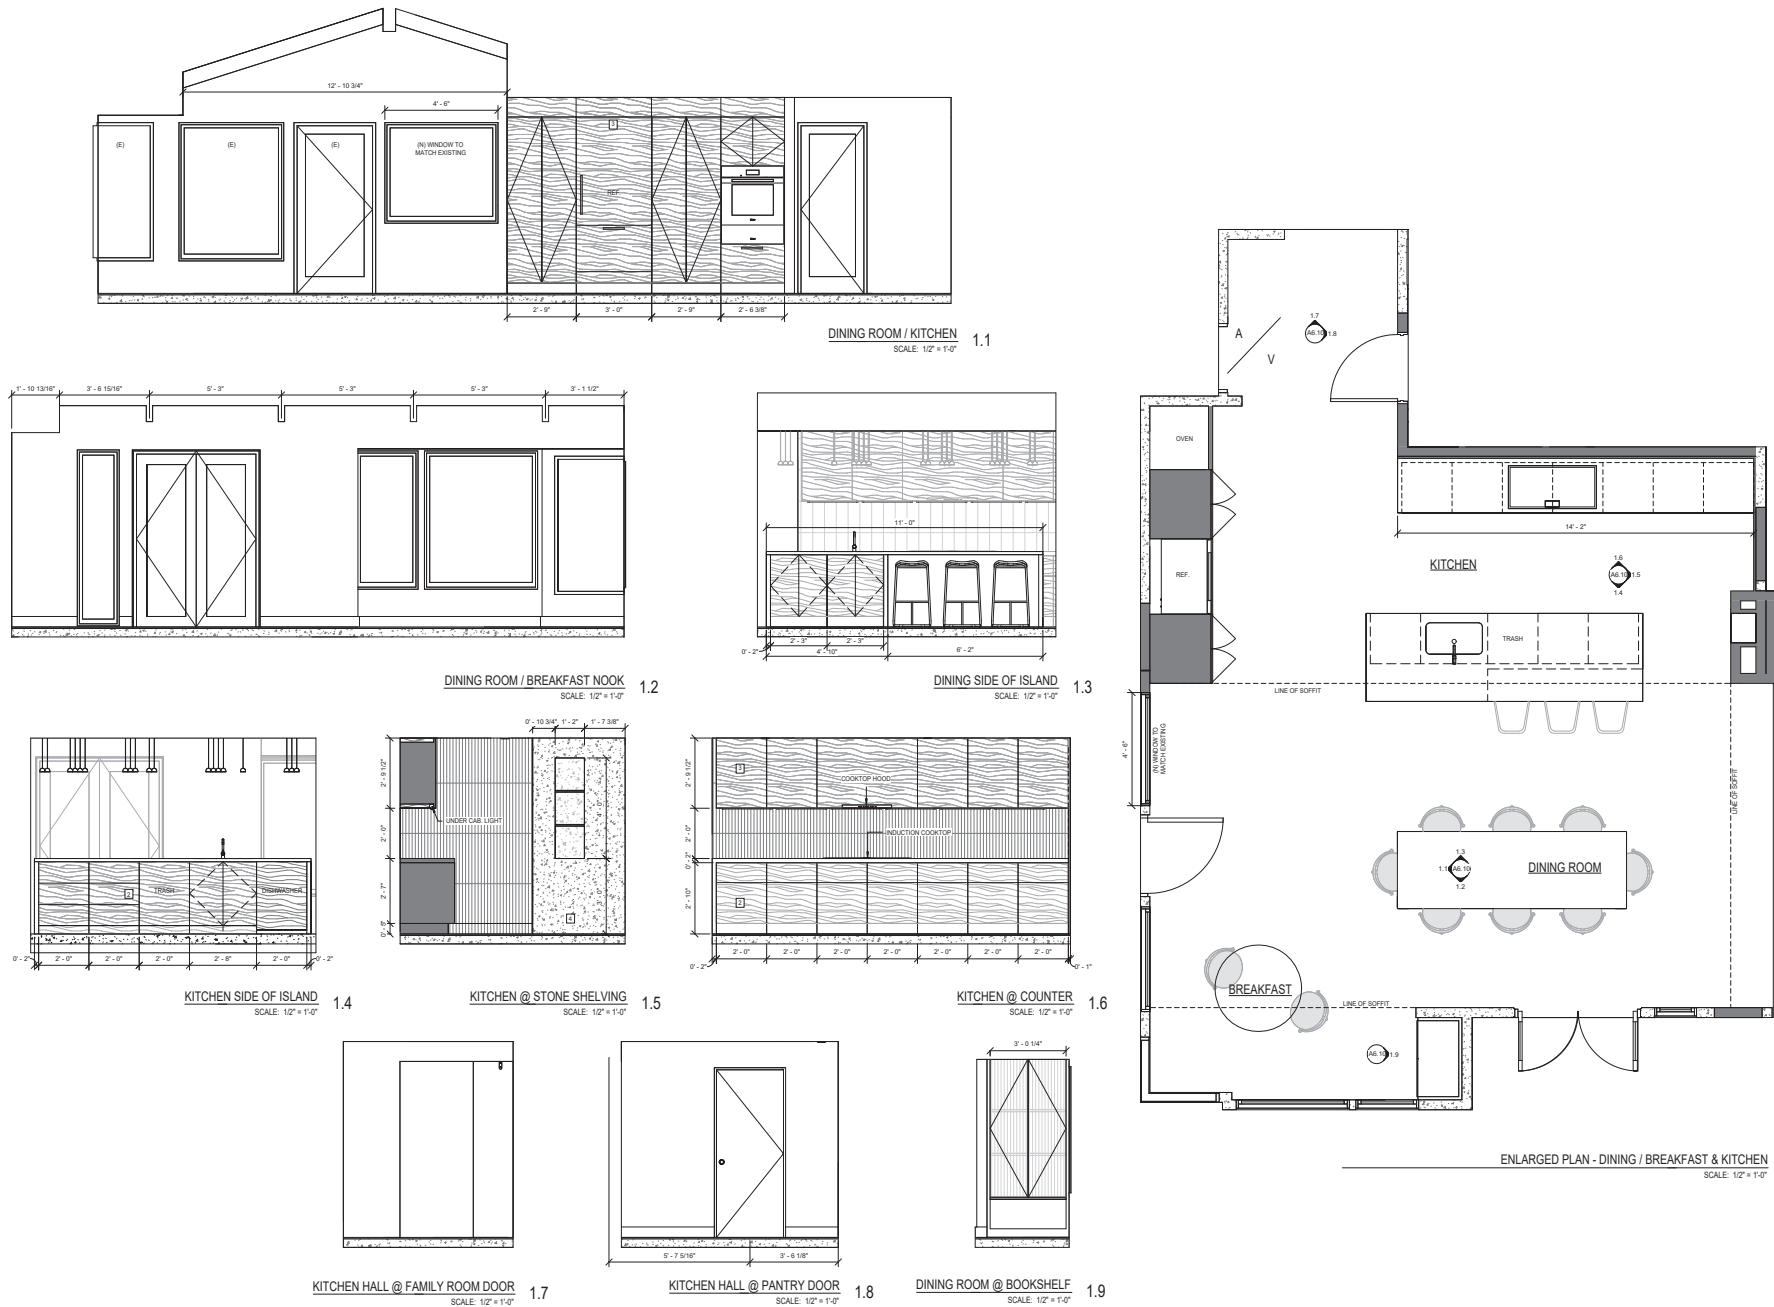 12' - 10 3/4"
4' - 6"
(E)
(E)
(E)
(N) WINDOW TO
MATCH EXISTING
3
REF.
2' - 9"
3' - 0"
2' - 9"
2' - 6 3/8"
DINING ROOM / KITCHEN 1.1
SCALE: 1/2" = 1'-0"
1' - 10 13/16"
3' - 6 15/16"
5' - 3"
5' - 3"
5' - 3"
3' - 1 1/2"
DINING ROOM / BREAKFAST NOOK 1.2
SCALE: 1/2" = 1'-0"
11' - 0"
2' - 3"
2' - 3"
0' - 2"
4' - 10"
6' - 2"
DINING SIDE OF ISLAND 1.3
SCALE: 1/2" = 1'-0"
2
TRASH
DISHWASHER
0' - 2"
2' - 0"
2' - 0"
2' - 0"
2' - 8"
2' - 0"
0' - 2"
KITCHEN SIDE OF ISLAND 1.4
SCALE: 1/2" = 1'-0"
0' - 10 3/4"
1' - 2"
1' - 7 3/8"
2' - 9 1/2"
2' - 0"
2' - 7"
0' - 5"
UNDER CAB. LIGHT
4
KITCHEN @ STONE SHELVING 1.5
SCALE: 1/2" = 1'-0"
2' - 9 1/2"
2' - 0"
2' - 10"
3
COOKTOP HOOD
INDUCTION COOKTOP
2
0' - 2"
2' - 0"
2' - 0"
2' - 0"
2' - 0"
2' - 0"
2' - 0"
2' - 0"
0' - 1"
KITCHEN @ COUNTER 1.6
SCALE: 1/2" = 1'-0"
KITCHEN HALL @ FAMILY ROOM DOOR 1.7
SCALE: 1/2" = 1'-0"
5' - 7 5/16"
3' - 6 1/8"
KITCHEN HALL @ PANTRY DOOR 1.8
SCALE: 1/2" = 1'-0"
3' - 0 1/4"
DINING ROOM @ BOOKSHELF 1.9
SCALE: 1/2" = 1'-0"
A
V
1.7
A6.10 1.8
OVEN
REF.
14' - 2"
KITCHEN
1.6
A6.10 1.5
1.4
TRASH
LINE OF SOFFIT
4' - 6"
(N) WINDOW TO
MATCH EXISTING
LINE OF SOFFIT
1.3
1.1 A6.10
1.2
DINING ROOM
BREAKFAST
LINE OF SOFFIT
A6.10 1.9
ENLARGED PLAN - DINING / BREAKFAST & KITCHEN
SCALE: 1/2" = 1'-0"